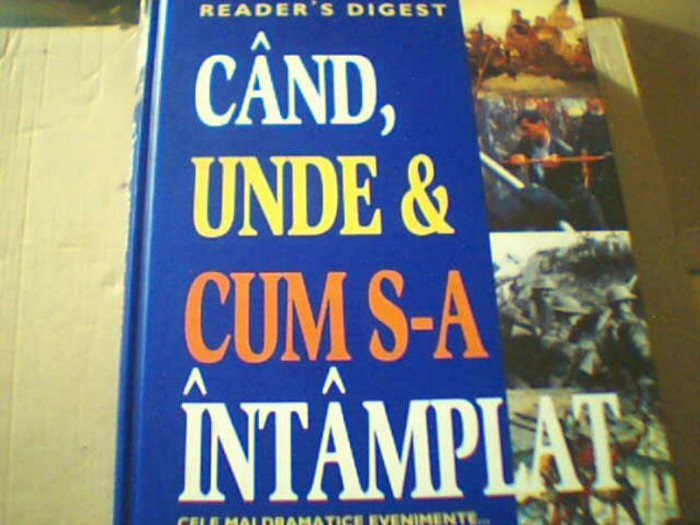 READER'S DIGEST
CÂND,
UNDE &
CUM S-A
ÎNTÂMPLAT
CELE MAI DRAMATICE EVENIMENTE...